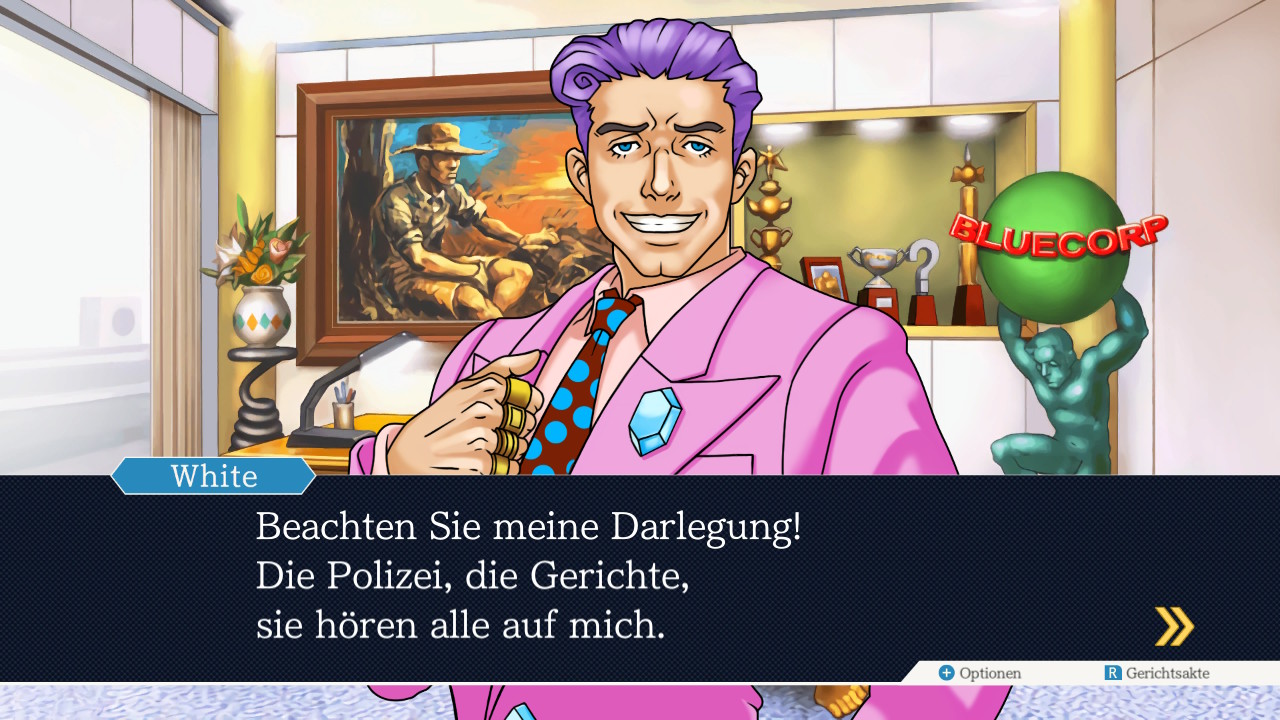 BLUECORP
White
Beachten Sie meine Darlegung!
Die Polizei, die Gerichte,
sie hören alle auf mich.
+ Optionen
R Gerichtsakte